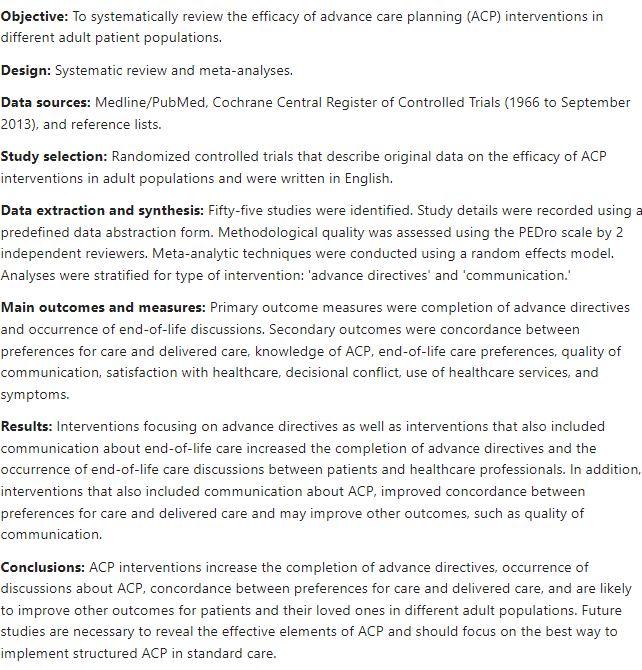 Objective: To systematically review the efficacy of advance care planning (ACP) interventions in
different adult patient populations.
Design: Systematic review and meta-analyses.
Data sources: Medline/PubMed, Cochrane Central Register of Controlled Trials (1966 to September
2013), and reference lists.
Study selection: Randomized controlled trials that describe original data on the efficacy of ACP
interventions in adult populations and were written in English.
Data extraction and synthesis: Fifty-five studies were identified. Study details were recorded using a
predefined data abstraction form. Methodological quality was assessed using the PEDro scale by 2
independent reviewers. Meta-analytic techniques were conducted using a random effects model.
Analyses were stratified for type of intervention: 'advance directives' and 'communication.'
Main outcomes and measures: Primary outcome measures were completion of advance directives
and occurrence of end-of-life discussions. Secondary outcomes were concordance between
preferences for care and delivered care, knowledge of ACP, end-of-life care preferences, quality of
communication, satisfaction with healthcare, decisional conflict, use of healthcare services, and
symptoms.
Results: Interventions focusing on advance directives as well as interventions that also included
communication about end-of-life care increased the completion of advance directives and the
occurrence of end-of-life care discussions between patients and healthcare professionals. In addition,
interventions that also included communication about ACP, improved concordance between
preferences for care and delivered care and may improve other outcomes, such as quality of
communication.
Conclusions: ACP interventions increase the completion of advance directives, occurrence of
discussions about ACP, concordance between preferences for care and delivered care, and are likely
to improve other outcomes for patients and their loved ones in different adult populations. Future
studies are necessary to reveal the effective elements of ACP and should focus on the best way to
implement structured ACP in standard care.